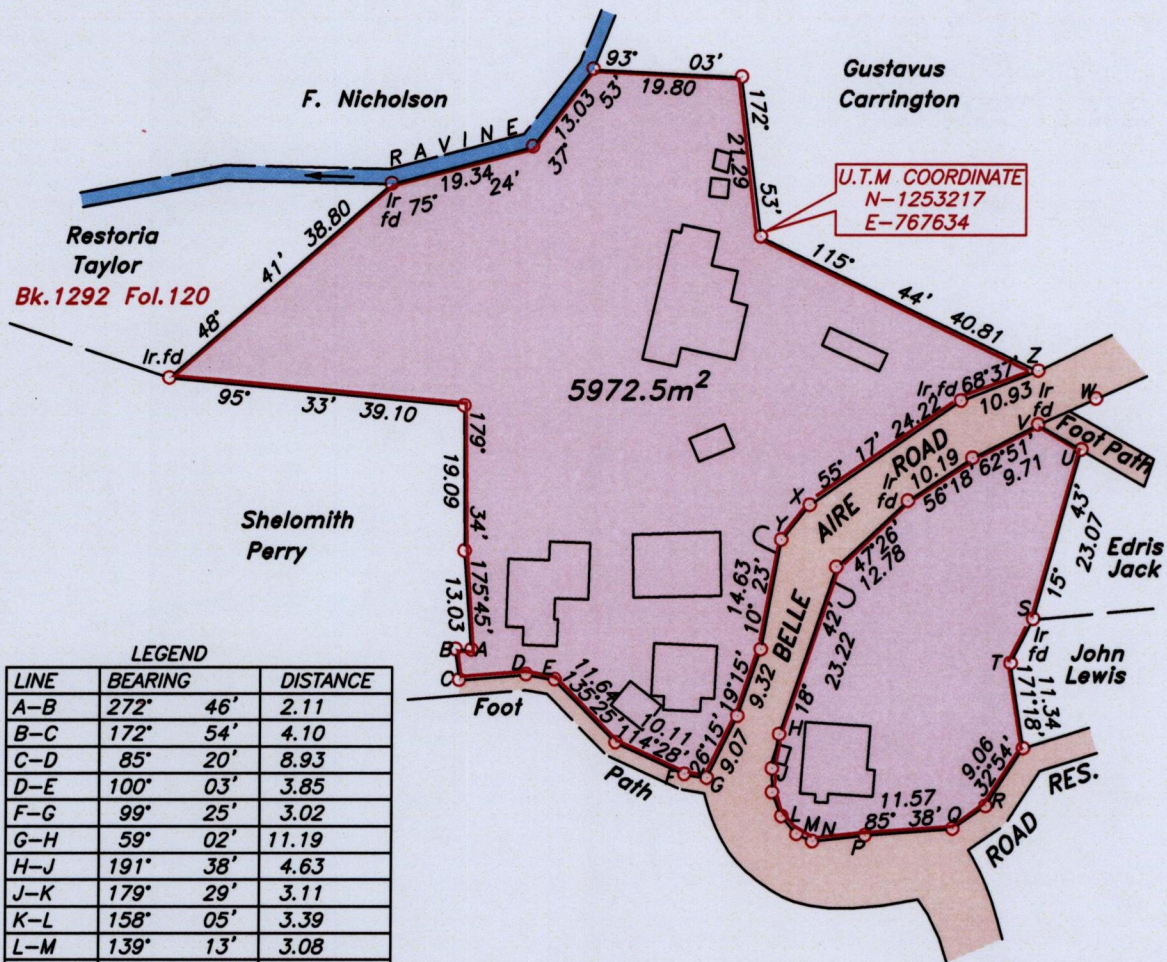 F. Nicholson
Gustavus
Carrington
RAVINE
93° 03'
19.80
13.03
37° 53'
19.34
75° 24'
Ir
fd
172° 53'
21.29
U.T.M COORDINATE
N-1253217
E-767634
Restoria
Taylor
Bk.1292 Fol.120
38.80
48° 41'
Ir.fd
95° 33' 39.10
5972.5m²
115° 44' 40.81
Z
68°37'
10.93
Ir.fd
Ir
fd
W
V
Foot Path
U
55° 17' 24.22
X
Y
BELLE AIRE ROAD
62°51'
9.71
56°18'
10.19
Ir
fd
47°26'
12.78
15° 43'
23.07
Edris
Jack
S
Ir
fd
T
John
Lewis
171°18'
11.34
179° 34'
19.09
Shelomith
Perry
175°45'
13.03
B A
C D E
Foot
Path
11.64
135°25'
10.11
114°28'
F
G
26°15'
9.07
19°15'
9.32
10° 23'
14.63
18° 42'
23.22
H
L M N
P
11.57
85° 38'
Q
R
9.06
32°54'
ROAD RES.
LEGEND
LINE BEARING DISTANCE
A-B 272° 46' 2.11
B-C 172° 54' 4.10
C-D 85° 20' 8.93
D-E 100° 03' 3.85
F-G 99° 25' 3.02
G-H 59° 02' 11.19
H-J 191° 38' 4.63
J-K 179° 29' 3.11
K-L 158° 05' 3.39
L-M 139° 13' 3.08